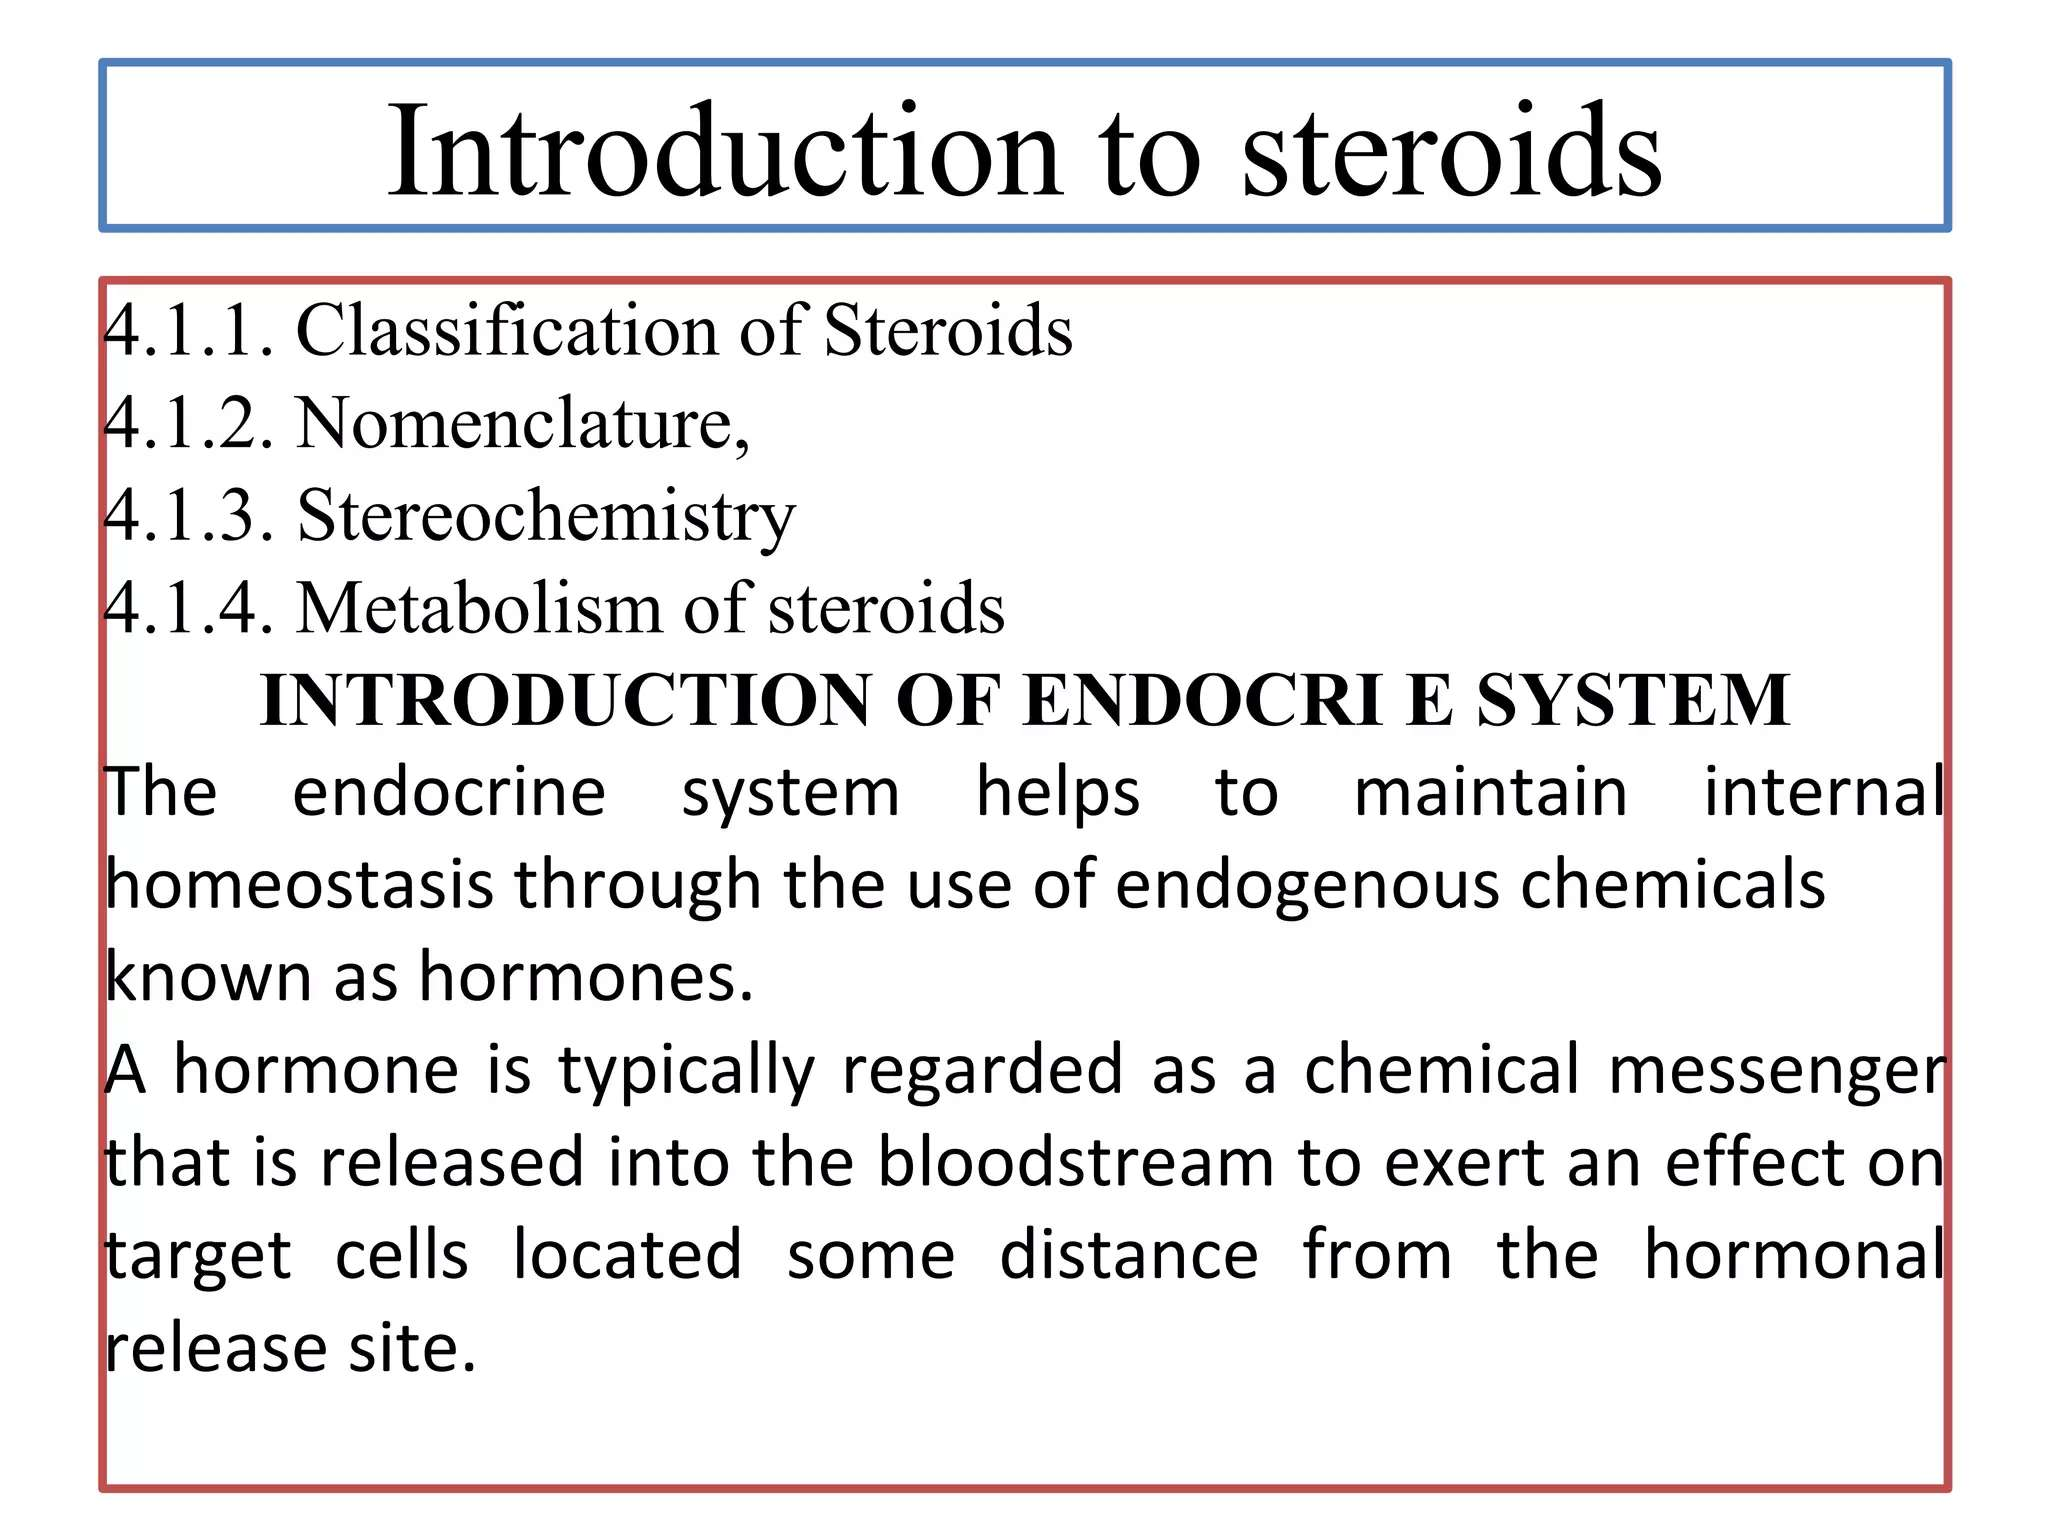 Introduction to steroids
4.1.1. Classification of Steroids
4.1.2. Nomenclature,
4.1.3. Stereochemistry
4.1.4. Metabolism of steroids
INTRODUCTION OF ENDOCRI E SYSTEM
The endocrine system helps to maintain internal
homeostasis through the use of endogenous chemicals
known as hormones.
A hormone is typically regarded as a chemical messenger
that is released into the bloodstream to exert an effect on
target cells located some distance from the hormonal
release site.